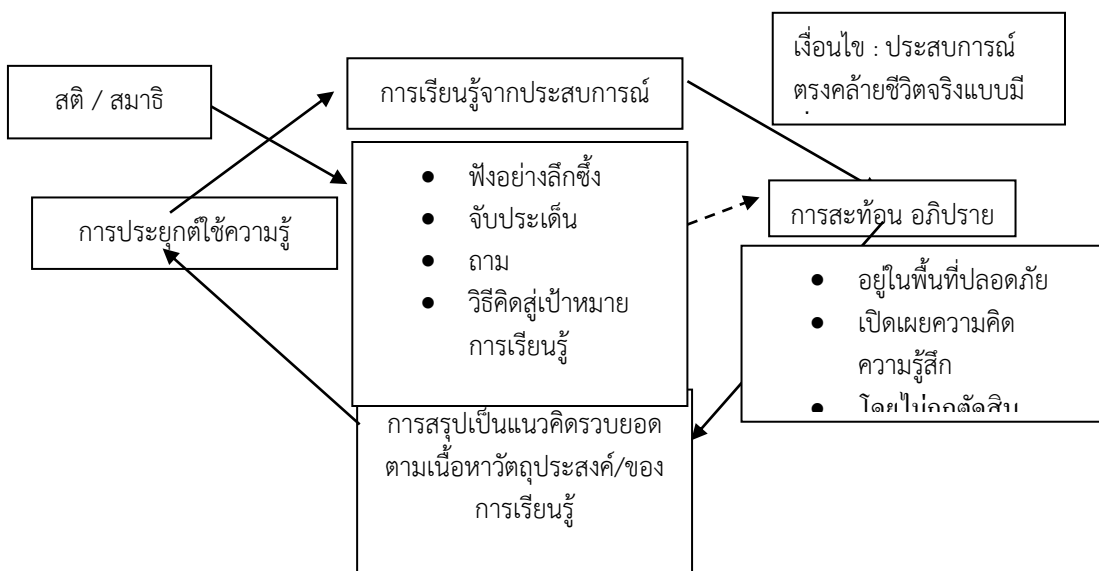 สติ / สมาธิ
การเรียนรู้จากประสบการณ์
เงื่อนไข : ประสบการณ์
ตรงคล้ายชีวิตจริงแบบมี
การประยุกต์ใช้ความรู้
● ฟังอย่างลึกซึ้ง
● จับประเด็น
● ถาม
● วิธีคิดสู่เป้าหมาย
การเรียนรู้
การสะท้อน อภิปราย
● อยู่ในพื้นที่ปลอดภัย
● เปิดเผยความคิด
ความรู้สึก
● โดยไม่ถูกตัดสิน
การสรุปเป็นแนวคิดรวบยอด
ตามเนื้อหาวัตถุประสงค์/ของ
การเรียนรู้